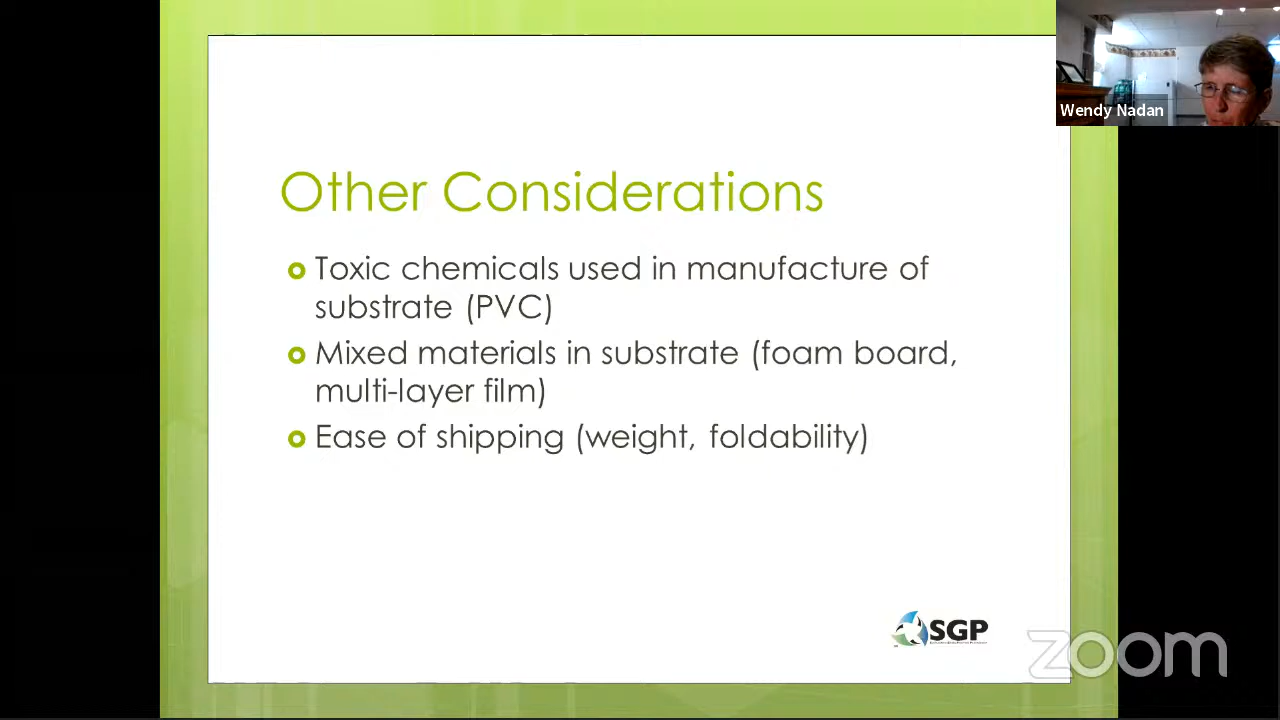 Wendy Nadan
Other Considerations
Toxic chemicals used in manufacture of
substrate (PVC)
Mixed materials in substrate (foam board,
multi-layer film)
Ease of shipping (weight, foldability)
SGP
zoom